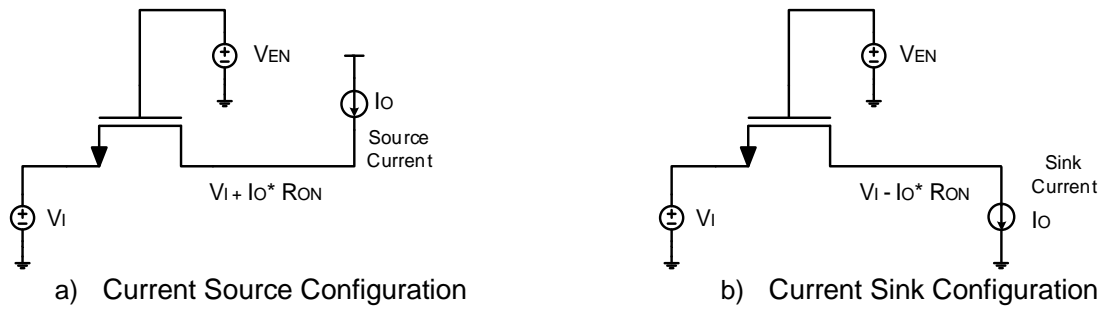 VEN
IO
Source
Current
VI + IO* RON
VI
a) Current Source Configuration
VEN
Sink
Current
VI - IO* RON
IO
VI
b) Current Sink Configuration